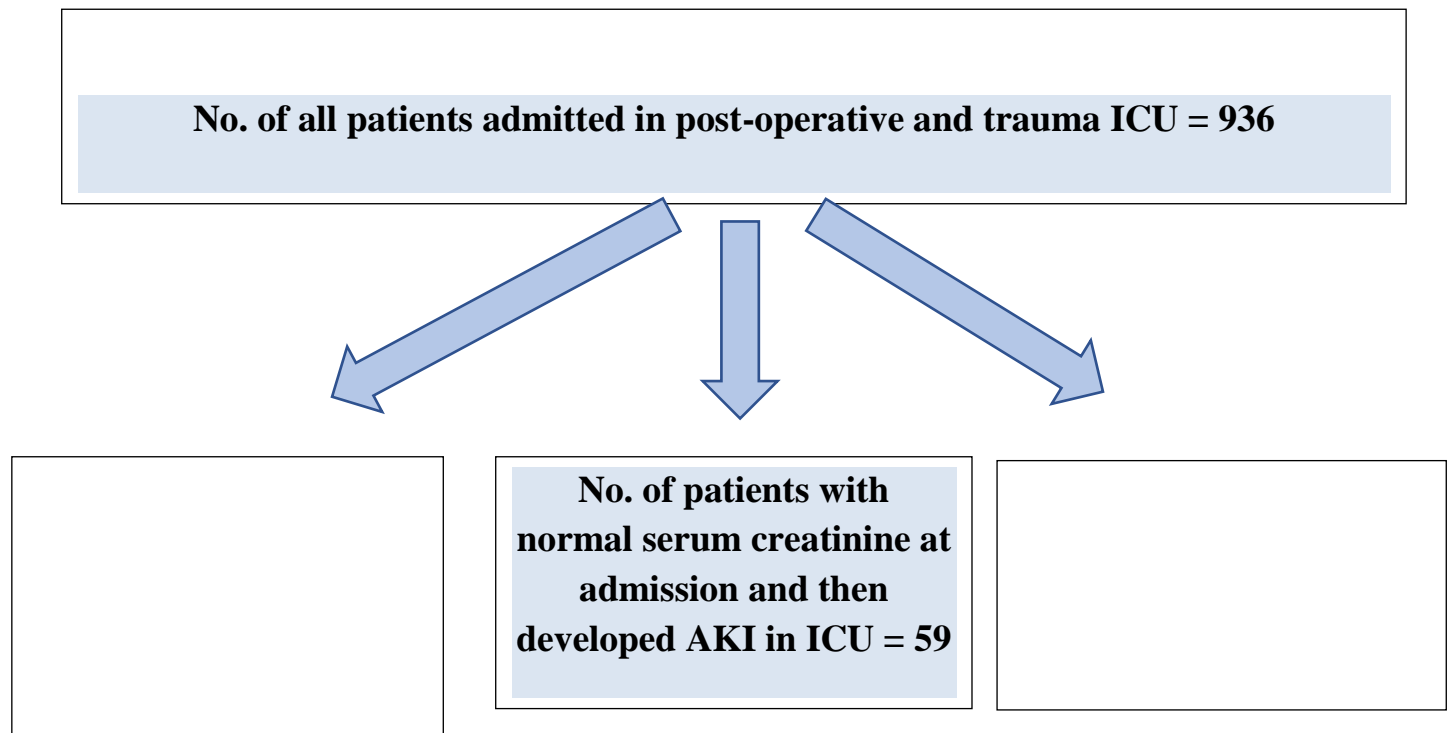 No. of all patients admitted in post-operative and trauma ICU = 936
No. of patients with
normal serum creatinine at
admission and then
developed AKI in ICU = 59